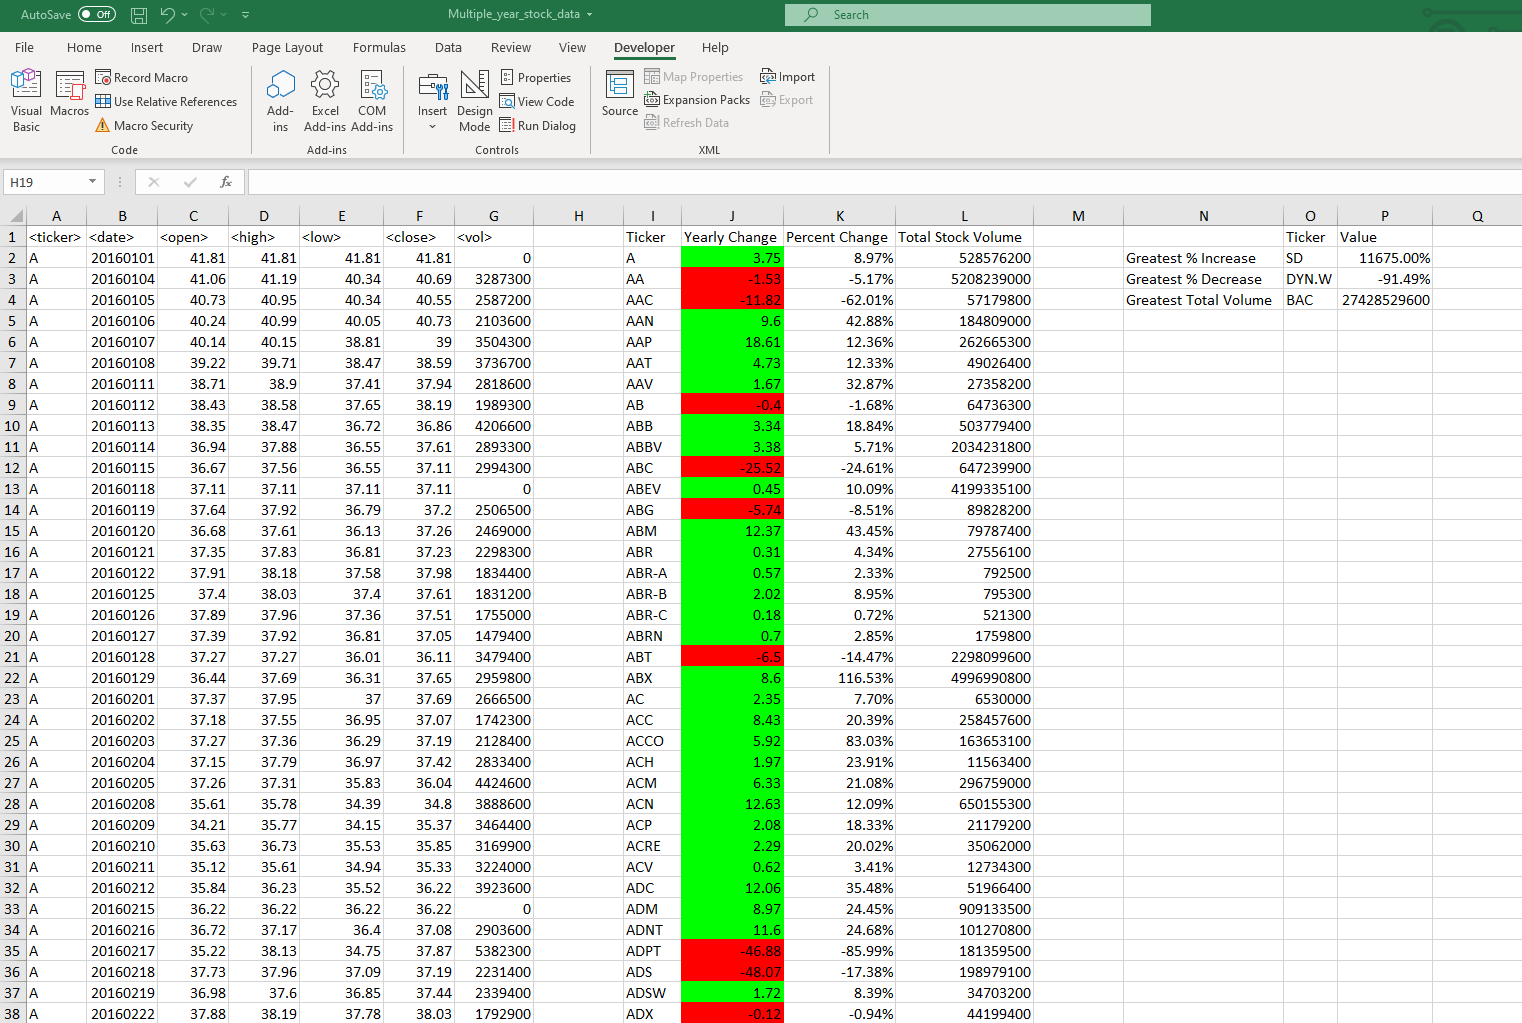 AutoSave Off Multiple_year_stock_data Search
File Home Insert Draw Page Layout Formulas Data Review View Developer Help
Visual Basic
Macros
Record Macro
Use Relative References
Macro Security
Code
Add-ins
Excel Add-ins
COM Add-ins
Add-ins
Insert
Design Mode
Properties
View Code
Run Dialog
Controls
Source
Map Properties
Expansion Packs
Refresh Data
Import
Export
XML
H19 fx
A B C D E F G H I J K L M N O P Q
1 <ticker> <date> <open> <high> <low> <close> <vol> Ticker Yearly Change Percent Change Total Stock Volume Ticker Value
2 A 20160101 41.81 41.81 41.81 41.81 0 A 3.75 8.97% 528576200 Greatest % Increase SD 11675.00%
3 A 20160104 41.06 41.19 40.34 40.69 3287300 AA -1.53 -5.17% 5208239000 Greatest % Decrease DYN.W -91.49%
4 A 20160105 40.73 40.95 40.34 40.55 2587200 AAC -11.82 -62.01% 57179800 Greatest Total Volume BAC 27428529600
5 A 20160106 40.24 40.99 40.05 40.73 2103600 AAN 9.6 42.88% 184809000
6 A 20160107 40.14 40.15 38.81 39 3504300 AAP 18.61 12.36% 262665300
7 A 20160108 39.22 39.71 38.47 38.59 3736700 AAT 4.73 12.33% 49026400
8 A 20160111 38.71 38.9 37.41 37.94 2818600 AAV 1.67 32.87% 27358200
9 A 20160112 38.43 38.58 37.65 38.19 1989300 AB -0.4 -1.68% 64736300
10 A 20160113 38.35 38.47 36.72 36.86 4206600 ABB 3.34 18.84% 503779400
11 A 20160114 36.94 37.88 36.55 37.61 2893300 ABBV 3.38 5.71% 2034231800
12 A 20160115 36.67 37.56 36.55 37.11 2994300 ABC -25.52 -24.61% 647239900
13 A 20160118 37.11 37.11 37.11 37.11 0 ABEV 0.45 10.09% 4199335100
14 A 20160119 37.64 37.92 36.79 37.2 2506500 ABG -5.74 -8.51% 89828200
15 A 20160120 36.68 37.61 36.13 37.26 2469000 ABM 12.37 43.45% 79787400
16 A 20160121 37.35 37.83 36.81 37.23 2298300 ABR 0.31 4.34% 27556100
17 A 20160122 37.91 38.18 37.58 37.98 1834400 ABR-A 0.57 2.33% 792500
18 A 20160125 37.4 38.03 37.4 37.61 1831200 ABR-B 2.02 8.95% 795300
19 A 20160126 37.89 37.96 37.36 37.51 1755000 ABR-C 0.18 0.72% 521300
20 A 20160127 37.39 37.92 36.81 37.05 1479400 ABRN 0.7 2.85% 1759800
21 A 20160128 37.27 37.27 36.01 36.11 3479400 ABT -6.5 -14.47% 2298099600
22 A 20160129 36.44 37.69 36.31 37.65 2959800 ABX 8.6 116.53% 4996990800
23 A 20160201 37.37 37.95 37 37.69 2666500 AC 2.35 7.70% 6530000
24 A 20160202 37.18 37.55 36.95 37.07 1742300 ACC 8.43 20.39% 258457600
25 A 20160203 37.27 37.36 36.29 37.19 2128400 ACCO 5.92 83.03% 163653100
26 A 20160204 37.15 37.79 36.97 37.42 2833400 ACH 1.97 23.91% 11563400
27 A 20160205 37.26 37.31 35.83 36.04 4424600 ACM 6.33 21.08% 296759000
28 A 20160208 35.61 35.78 34.39 34.8 3888600 ACN 12.63 12.09% 650155300
29 A 20160209 34.21 35.77 34.15 35.37 3464400 ACP 2.08 18.33% 21179200
30 A 20160210 35.63 36.73 35.53 35.85 3169900 ACRE 2.29 20.02% 35062000
31 A 20160211 35.12 35.61 34.94 35.33 3224000 ACV 0.62 3.41% 12734300
32 A 20160212 35.84 36.23 35.52 36.22 3923600 ADC 12.06 35.48% 51966400
33 A 20160215 36.22 36.22 36.22 36.22 0 ADM 8.97 24.45% 909133500
34 A 20160216 36.72 37.17 36.4 37.08 2903600 ADNT 11.6 24.68% 101270800
35 A 20160217 35.22 38.13 34.75 37.87 5382300 ADPT -46.88 -85.99% 181359500
36 A 20160218 37.73 37.96 37.09 37.19 2231400 ADS -48.07 -17.38% 198979100
37 A 20160219 36.98 37.6 36.85 37.44 2339400 ADSW 1.72 8.39% 34703200
38 A 20160222 37.88 38.19 37.78 38.03 1792900 ADX -0.12 -0.94% 44199400